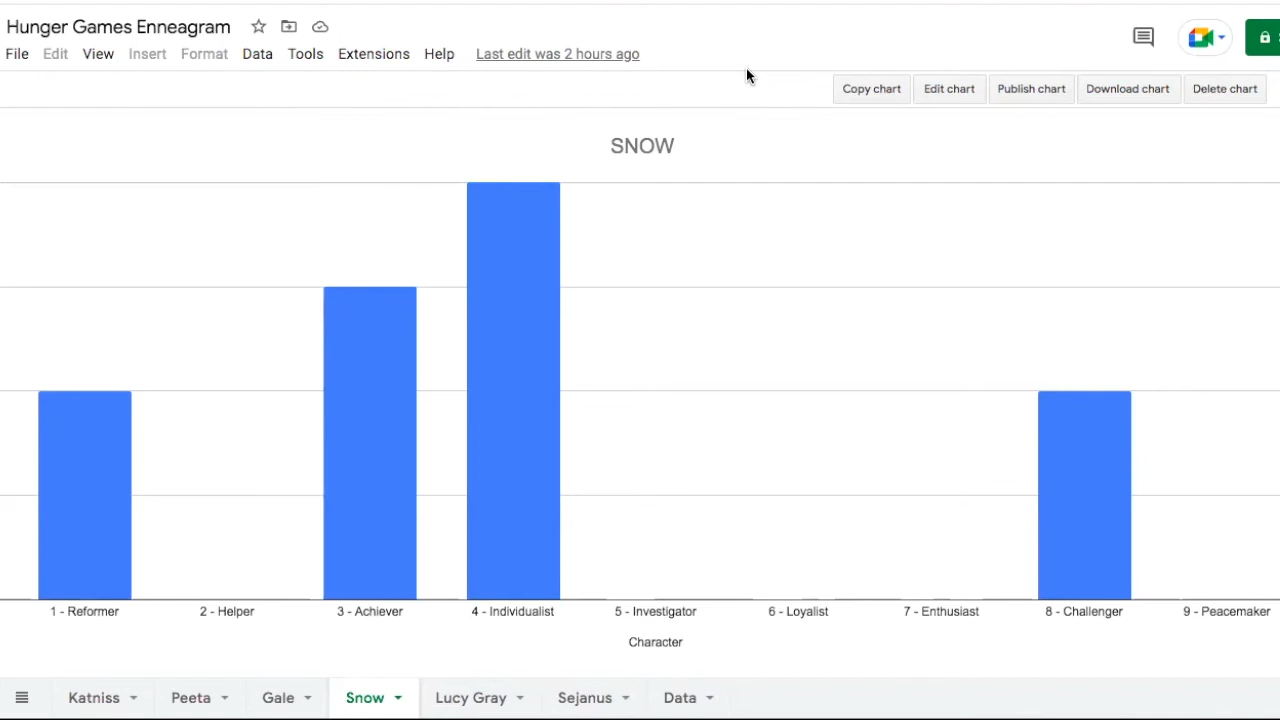 Hunger Games Enneagram
File Edit View Insert Format Data Tools Extensions Help Last edit was 2 hours ago
Copy chart Edit chart Publish chart Download chart Delete chart
SNOW
1 - Reformer 2 - Helper 3 - Achiever 4 - Individualist 5 - Investigator 6 - Loyalist 7 - Enthusiast 8 - Challenger 9 - Peacemaker
Character
Katniss Peeta Gale Snow Lucy Gray Sejanus Data